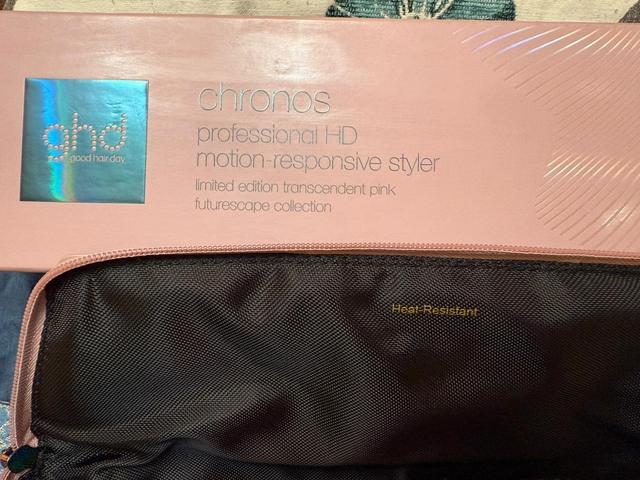 ghd
good hair day
chronos
professional HD
motion-responsive styler
limited edition transcendent pink
futurescape collection
Heat-Resistant